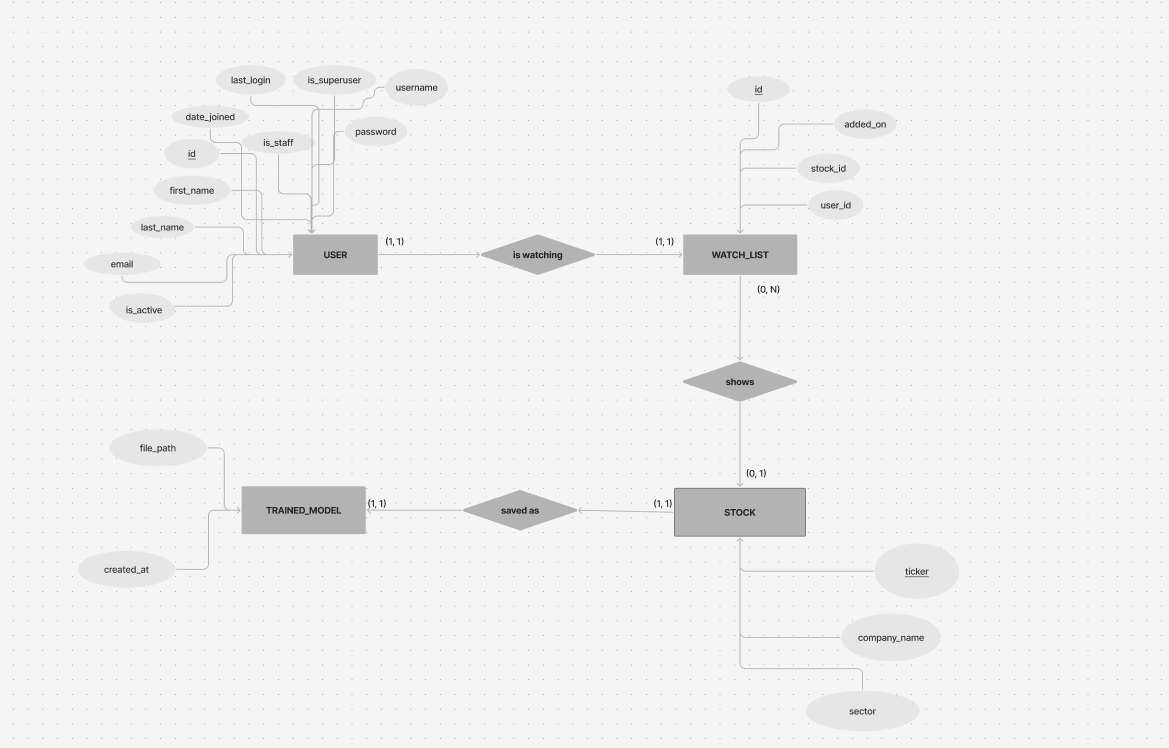 last_login
is_superuser
username
id
date_joined
added_on
password
is_staff
id
stock_id
first_name
user_id
last_name
(1, 1)
(1, 1)
USER
is watching
WATCH_LIST
email
(0, N)
is_active
shows
file_path
(0, 1)
(1, 1)
(1, 1)
TRAINED_MODEL
saved as
STOCK
created_at
ticker
company_name
sector